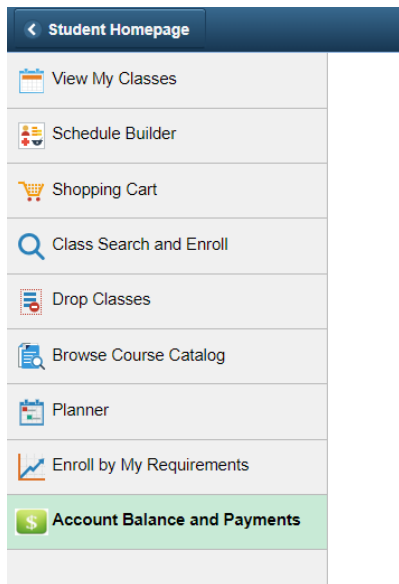 Student Homepage
View My Classes
Schedule Builder
Shopping Cart
Class Search and Enroll
Drop Classes
Browse Course Catalog
Planner
Enroll by My Requirements
$ Account Balance and Payments